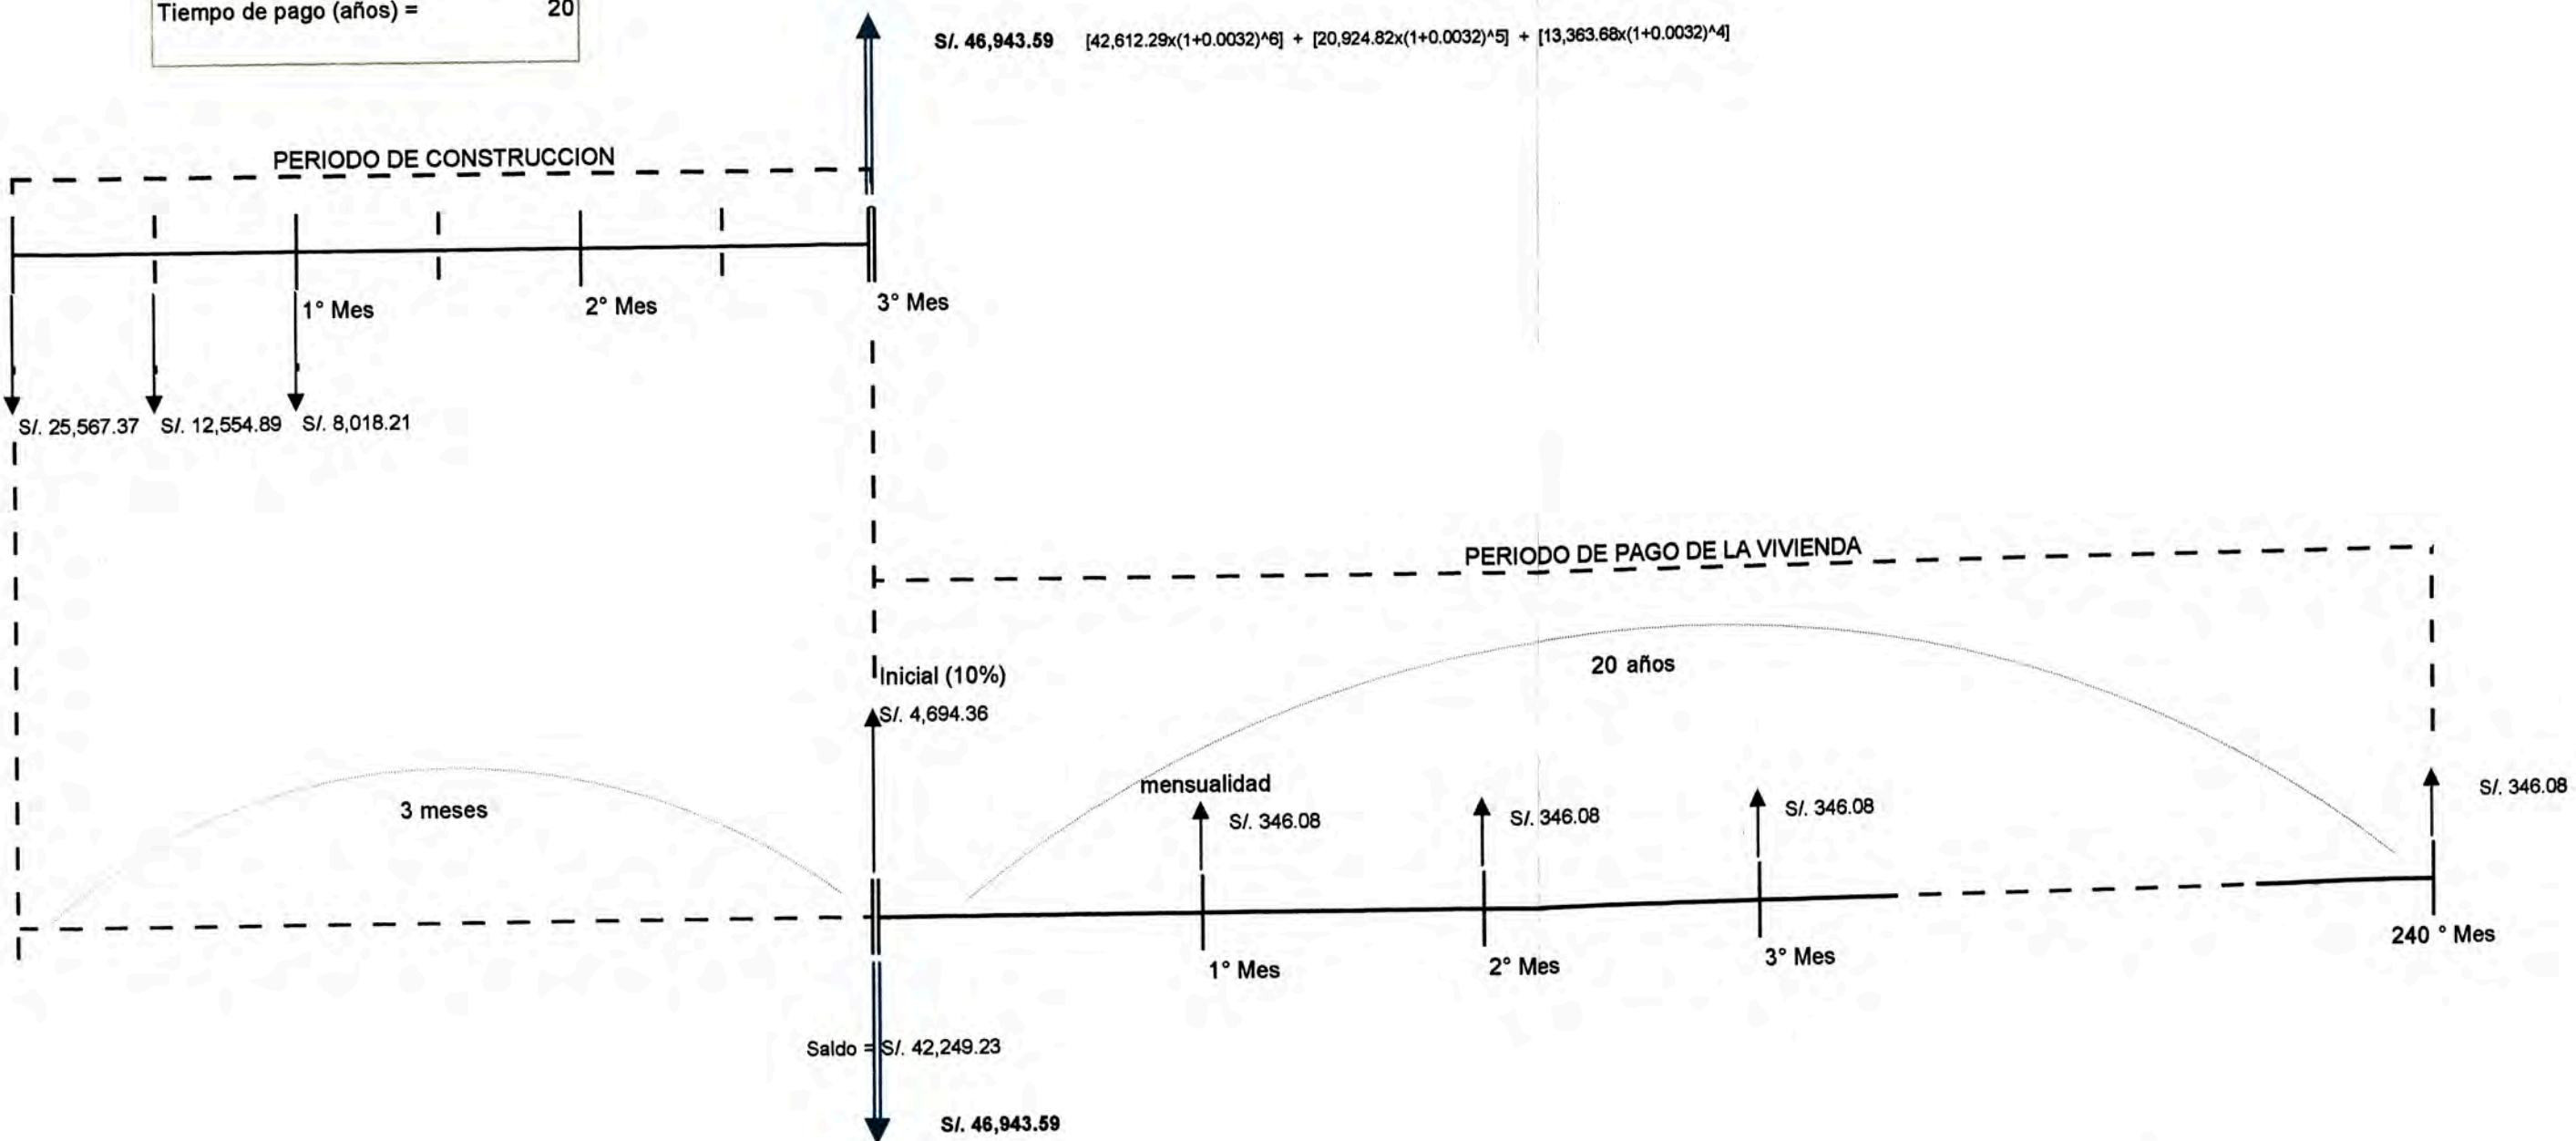 Tiempo de pago (años) = 20
S/. 46,943.59 [42,612.29x(1+0.0032)^6] + [20,924.82x(1+0.0032)^5] + [13,363.68x(1+0.0032)^4]
PERIODO DE CONSTRUCCION
1° Mes
2° Mes
3° Mes
S/. 25,567.37 S/. 12,554.89 S/. 8,018.21
PERIODO DE PAGO DE LA VIVIENDA
20 años
Inicial (10%)
S/. 4,694.36
3 meses
mensualidad
S/. 346.08
S/. 346.08
S/. 346.08
S/. 346.08
1° Mes
2° Mes
3° Mes
240 ° Mes
Saldo = S/. 42,249.23
S/. 46,943.59